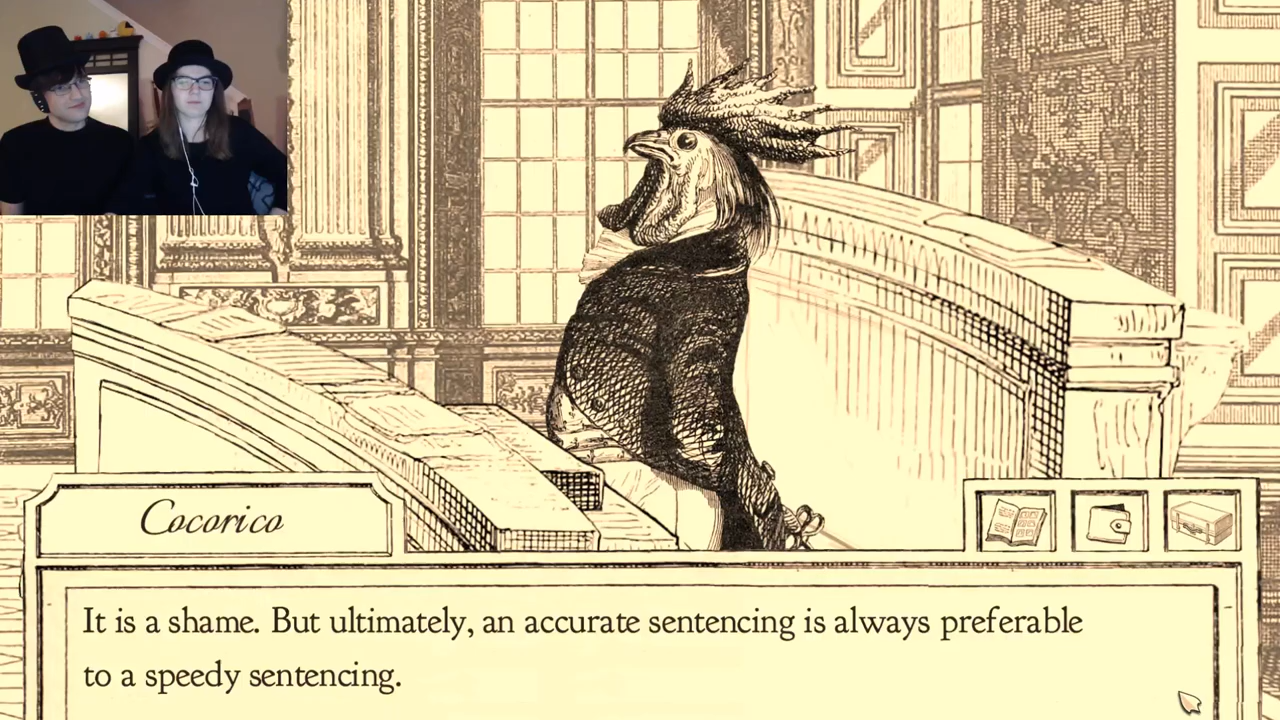 Cocorico
It is a shame. But ultimately, an accurate sentencing is always preferable
to a speedy sentencing.